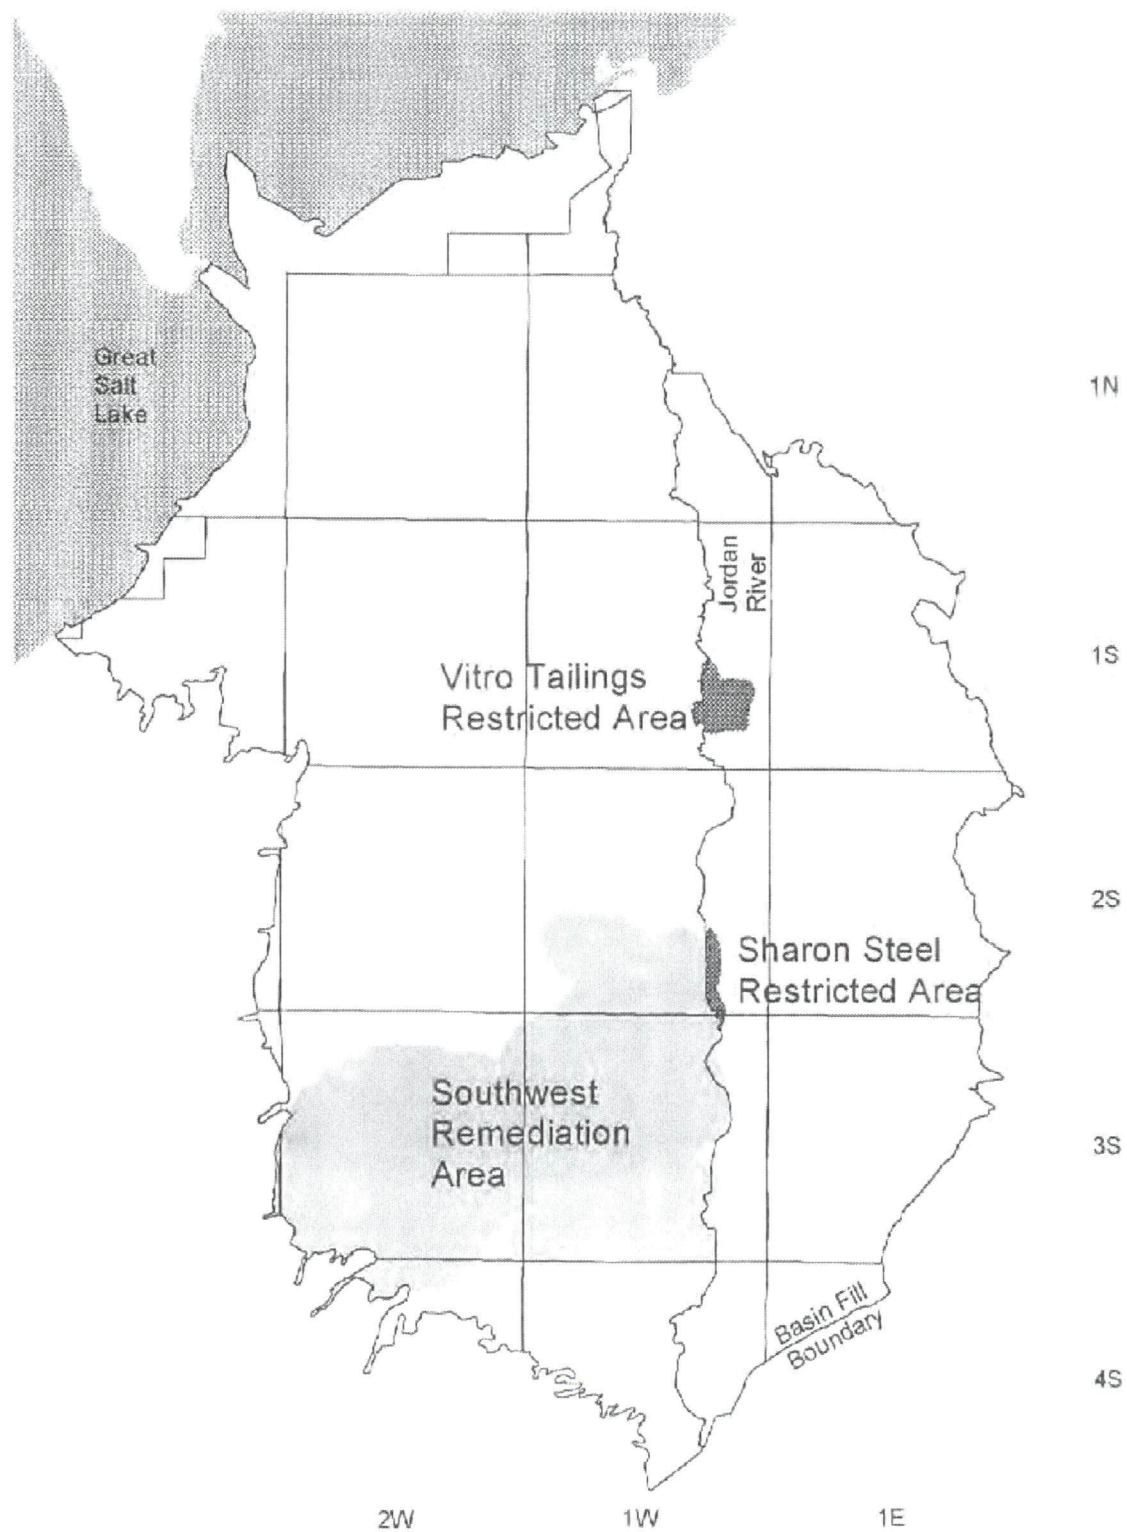 Great
Salt
Lake
1N
Jordan
River
1S
Vitro Tailings
Restricted Area
2S
Sharon Steel
Restricted Area
Southwest
Remediation
Area
3S
Basin Fill
Boundary
4S
2W
1W
1E